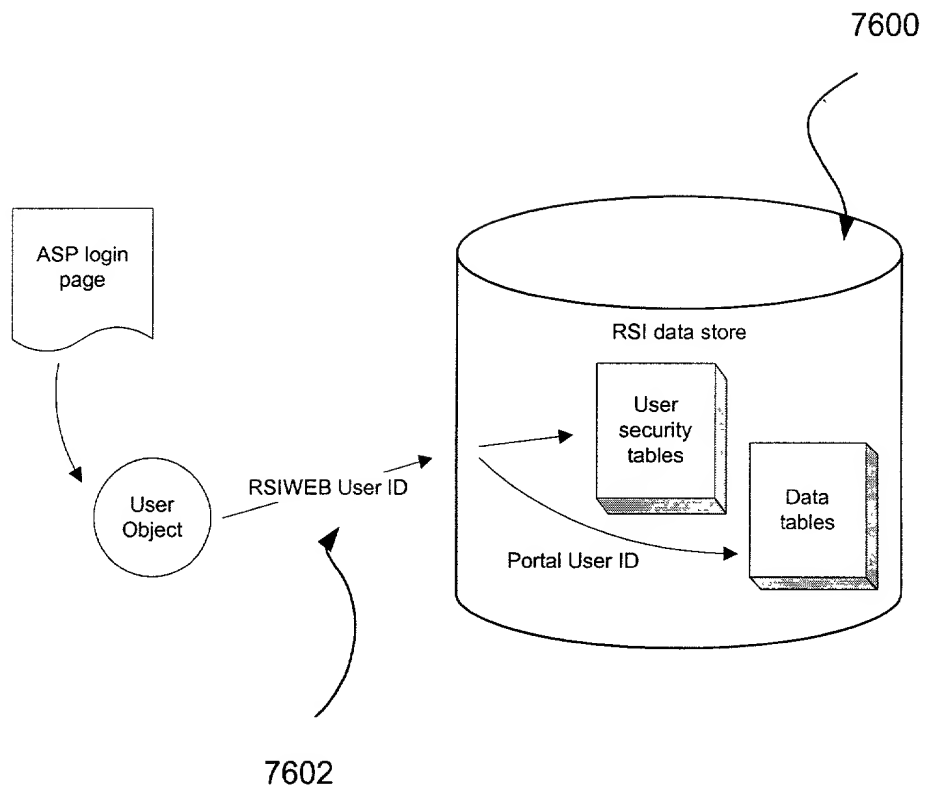 7600
ASP login
page
RSI data store
User
security
tables
RSIWEB User ID
User
Object
Data
tables
Portal User ID
7602